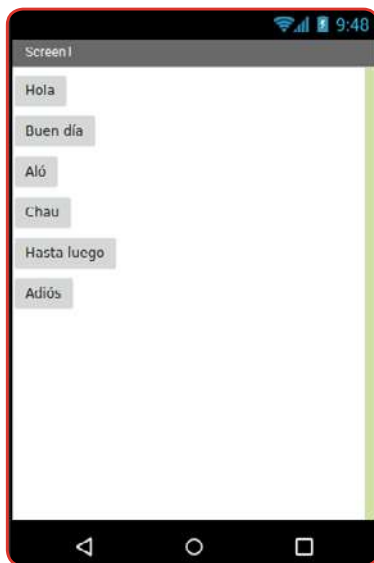 9:48
Screen1
Hola
Buen día
Aló
Chau
Hasta luego
Adiós